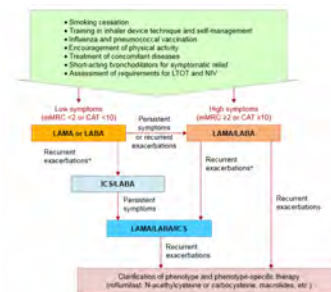 • Smoking cessation
• Training in inhaler device technique and self-management
• Influenza and pneumococcal vaccination
• Encouragement of physical activity
• Treatment of concomitant diseases
• Short-acting bronchodilators for symptomatic relief
• Assessment of requirements for LTOT and NIV
Low symptoms
(mMRC <2 or CAT <10)
High symptoms
(mMRC ≥2 or CAT ≥10)
LAMA or LABA
Persistent
symptoms
or recurrent
exacerbations
LAMA/LABA
Recurrent
exacerbations*
Recurrent
exacerbations*
Recurrent
exacerbations
ICS/LABA
Persistent
symptoms
LAMA/LABA/ICS
Recurrent
exacerbations
Clarification of phenotype and phenotype-specific therapy
(roflumilast, N-acetylcysteine or carbocysteine, macrolides, etc.)